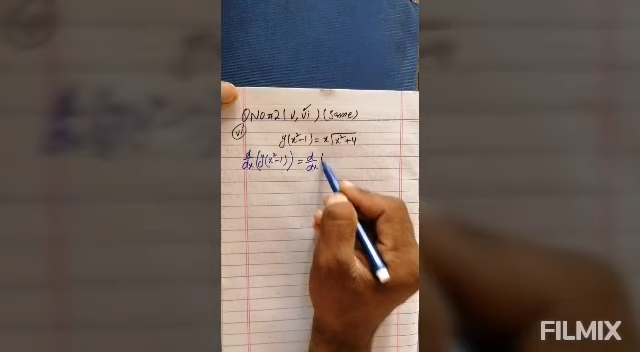 Q NO # 2 (v, vi) (Same)
(vi)
y(x²-1) = x√x²+4
d/dx (y(x²-1)) = d/dx (
FILMIX